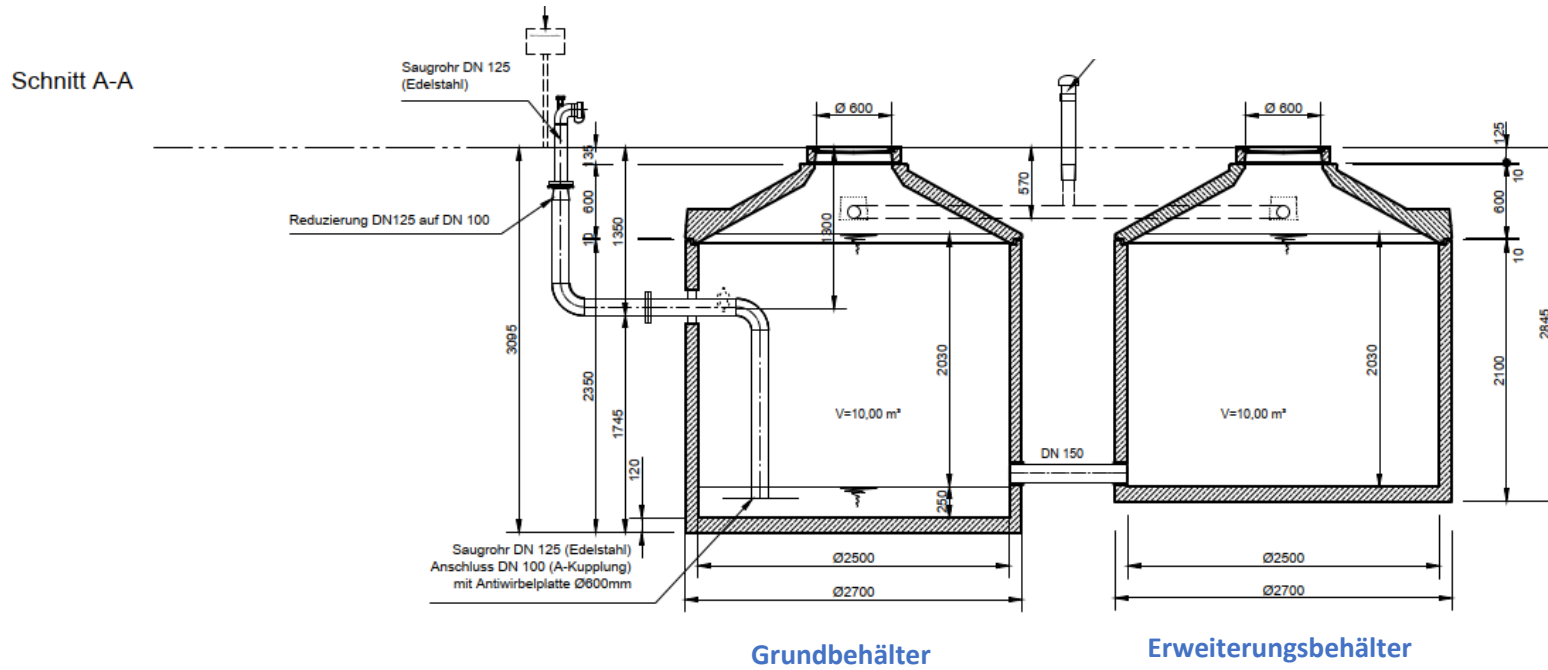 Schnitt A-A
Saugrohr DN 125
(Edelstahl)
Reduzierung DN125 auf DN 100
Ø 600
Ø 600
135
600
10
1350
3095
2350
1745
120
1800
570
2030
250
V=10,00 m³
DN 150
2030
V=10,00 m³
125
10
600
10
2100
2845
Saugrohr DN 125 (Edelstahl)
Anschluss DN 100 (A-Kupplung)
mit Antiwirbelplatte Ø600mm
Ø2500
Ø2700
Ø2500
Ø2700
Grundbehälter
Erweiterungsbehälter